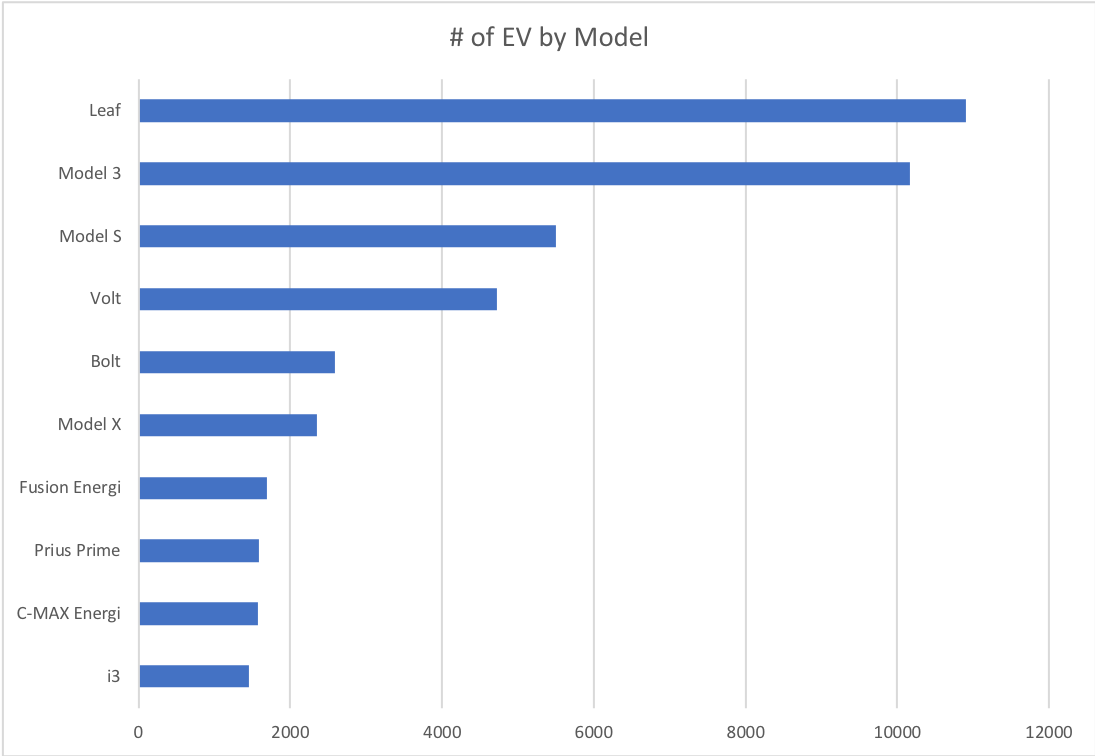 # of EV by Model
Leaf
Model 3
Model S
Volt
Bolt
Model X
Fusion Energi
Prius Prime
C-MAX Energi
i3
0 2000 4000 6000 8000 10000 12000